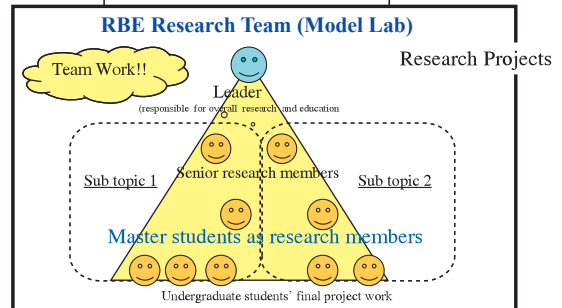 RBE Research Team (Model Lab)
Research Projects
Team Work!!
Leader
(responsible for overall research and education
Senior research members
Sub topic 1
Sub topic 2
Master students as research members
Undergraduate students' final project work